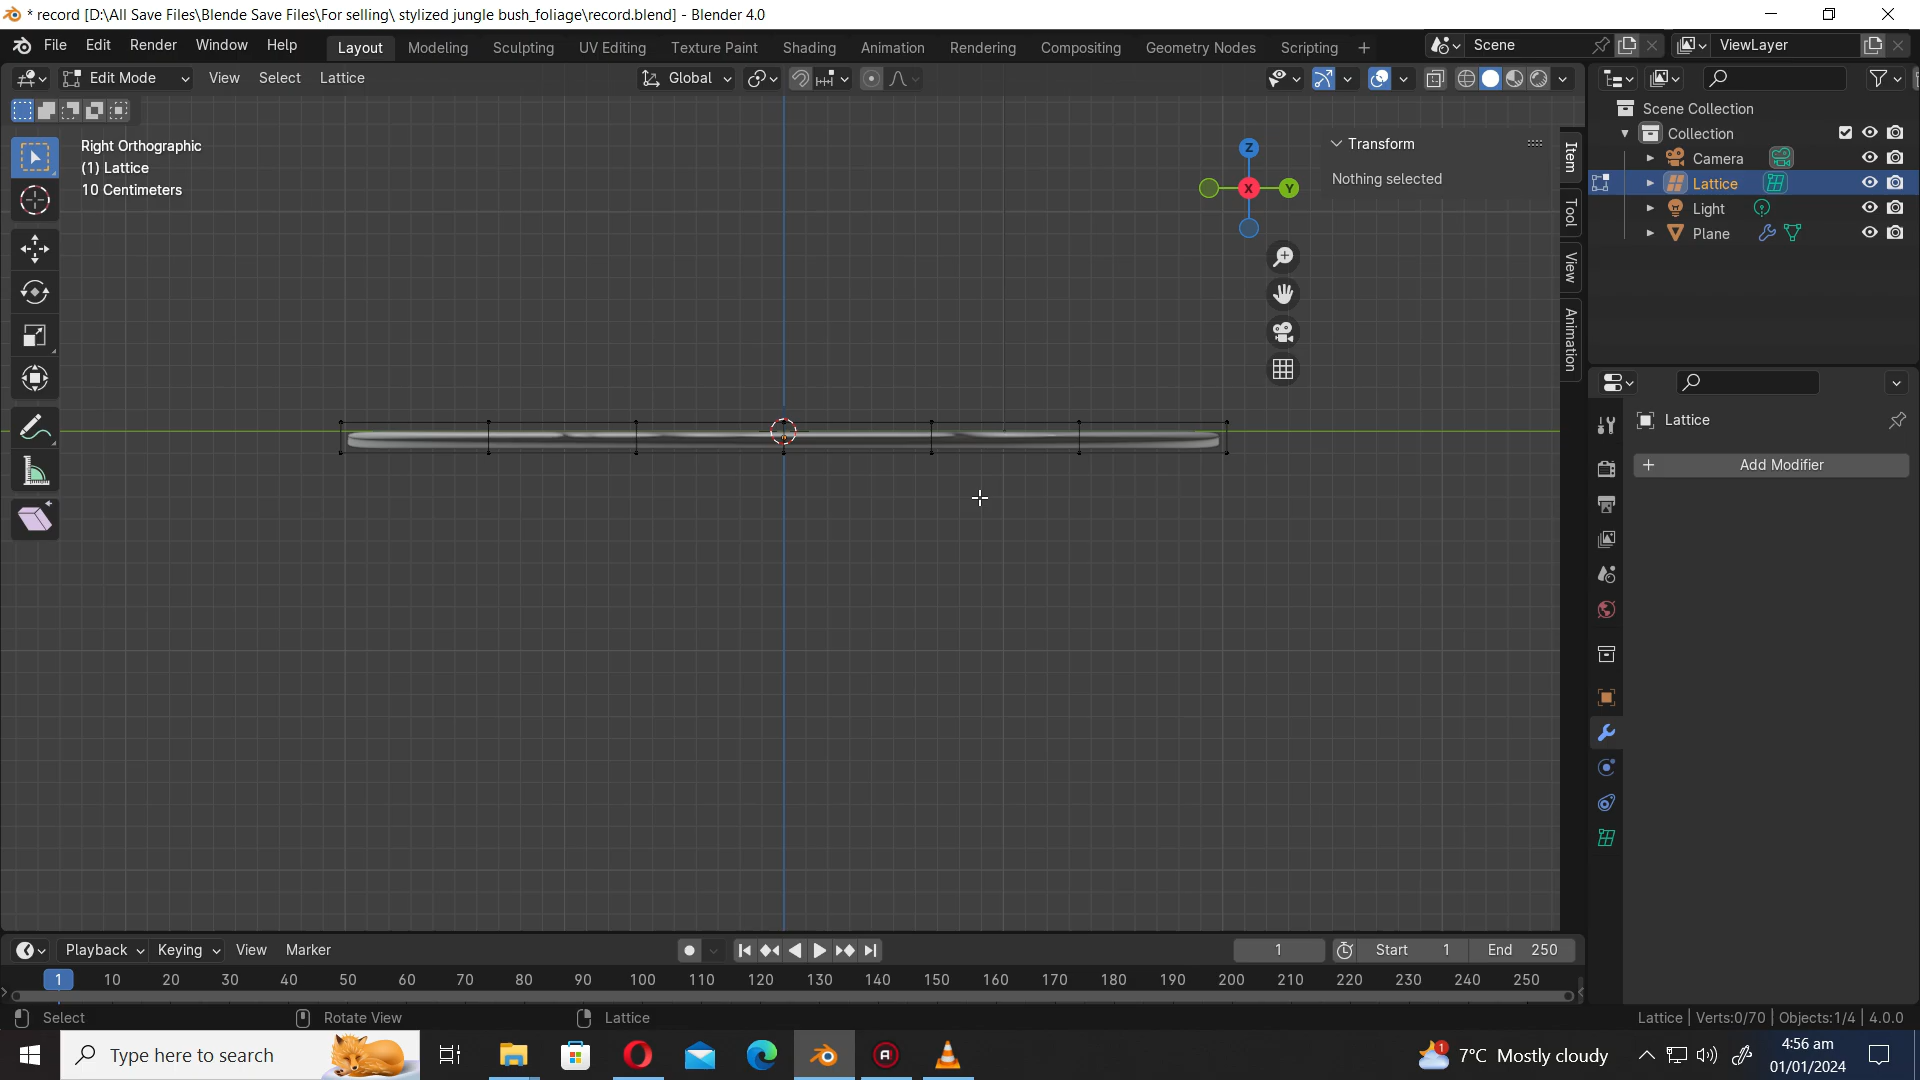 * record [D:\All Save Files\Blende Save Files\For selling\ stylized jungle bush_foliage\record.blend] - Blender 4.0
File Edit Render Window Help Layout Modeling Sculpting UV Editing Texture Paint Shading Animation Rendering Compositing Geometry Nodes Scripting + Scene ViewLayer
Edit Mode View Select Lattice Global
Right Orthographic
(1) Lattice
10 Centimeters
Z
Y
X
Transform
Nothing selected
Item
Tool
View
Animation
Scene Collection
Collection
Camera
Lattice
Light
Plane
Lattice
+ Add Modifier
Playback Keying View Marker 1 Start 1 End 250
1 10 20 30 40 50 60 70 80 90 100 110 120 130 140 150 160 170 180 190 200 210 220 230 240 250
Select Rotate View Lattice Lattice | Verts:0/70 | Objects:1/4 | 4.0.0
Type here to search 1 7°C Mostly cloudy 4:56 am
01/01/2024